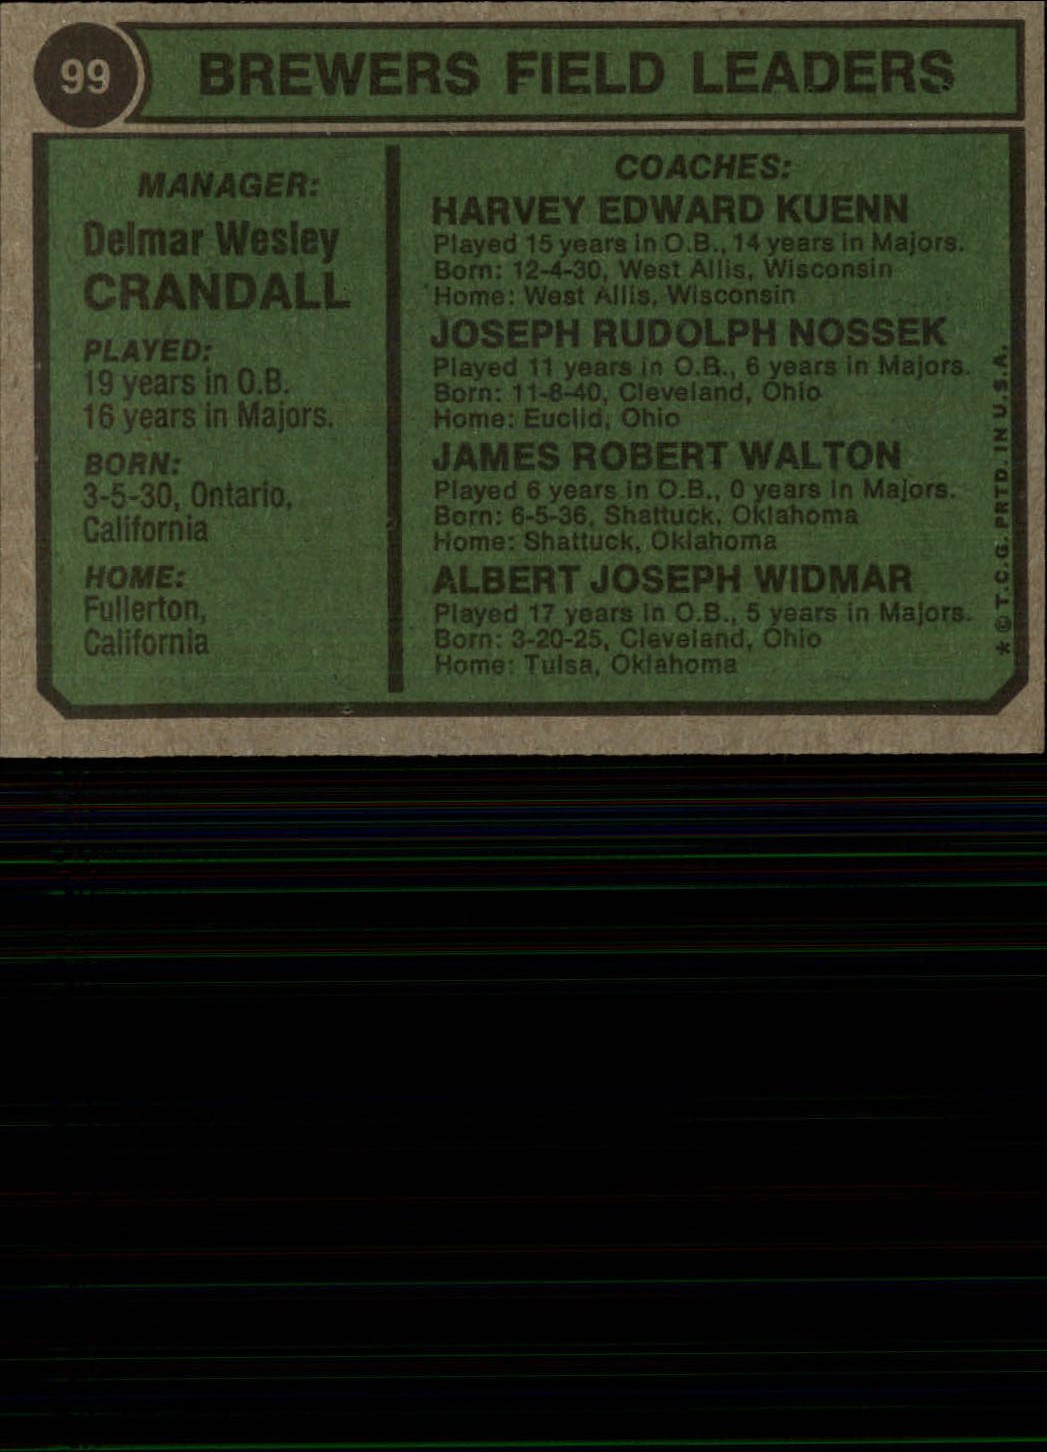 99
BREWERS FIELD LEADERS
MANAGER:
Delmar Wesley
CRANDALL
PLAYED:
19 years in O.B.
16 years in Majors.
BORN:
3-5-30, Ontario,
California
HOME:
Fullerton,
California
COACHES:
HARVEY EDWARD KUENN
Played 15 years in O.B., 14 years in Majors.
Born: 12-4-30, West Allis, Wisconsin
Home: West Allis, Wisconsin
JOSEPH RUDOLPH NOSSEK
Played 11 years in O.B., 6 years in Majors.
Born: 11-8-40, Cleveland, Ohio
Home: Euclid, Ohio
JAMES ROBERT WALTON
Played 6 years in O.B., 0 years in Majors.
Born: 6-5-36, Shattuck, Oklahoma
Home: Shattuck, Oklahoma
ALBERT JOSEPH WIDMAR
Played 17 years in O.B., 5 years in Majors.
Born: 3-20-25, Cleveland, Ohio
Home: Tulsa, Oklahoma
* © T.C.G. PRTD. IN U.S.A.